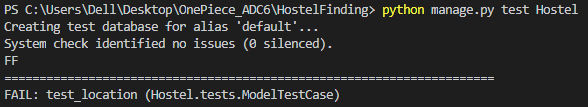 PS C:\Users\Dell\Desktop\OnePiece_ADC6\HostelFinding> python manage.py test Hostel
Creating test database for alias 'default'...
System check identified no issues (0 silenced).
FF
======================================================================
FAIL: test_location (Hostel.tests.ModelTestCase)